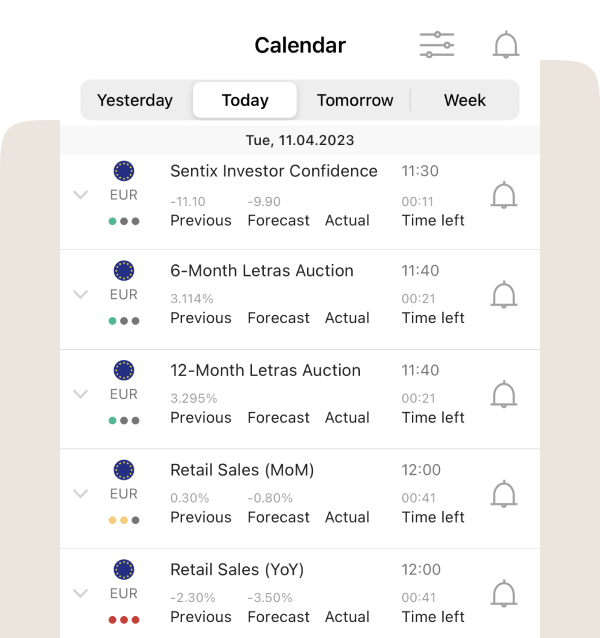 Calendar
Yesterday Today Tomorrow Week
Tue, 11.04.2023
Sentix Investor Confidence 11:30
EUR
-11.10 -9.90 00:11
Previous Forecast Actual Time left
6-Month Letras Auction 11:40
EUR
3.114% 00:21
Previous Forecast Actual Time left
12-Month Letras Auction 11:40
EUR
3.295% 00:21
Previous Forecast Actual Time left
Retail Sales (MoM) 12:00
EUR
0.30% -0.80% 00:41
Previous Forecast Actual Time left
Retail Sales (YoY) 12:00
EUR
-2.30% -3.50% 00:41
Previous Forecast Actual Time left